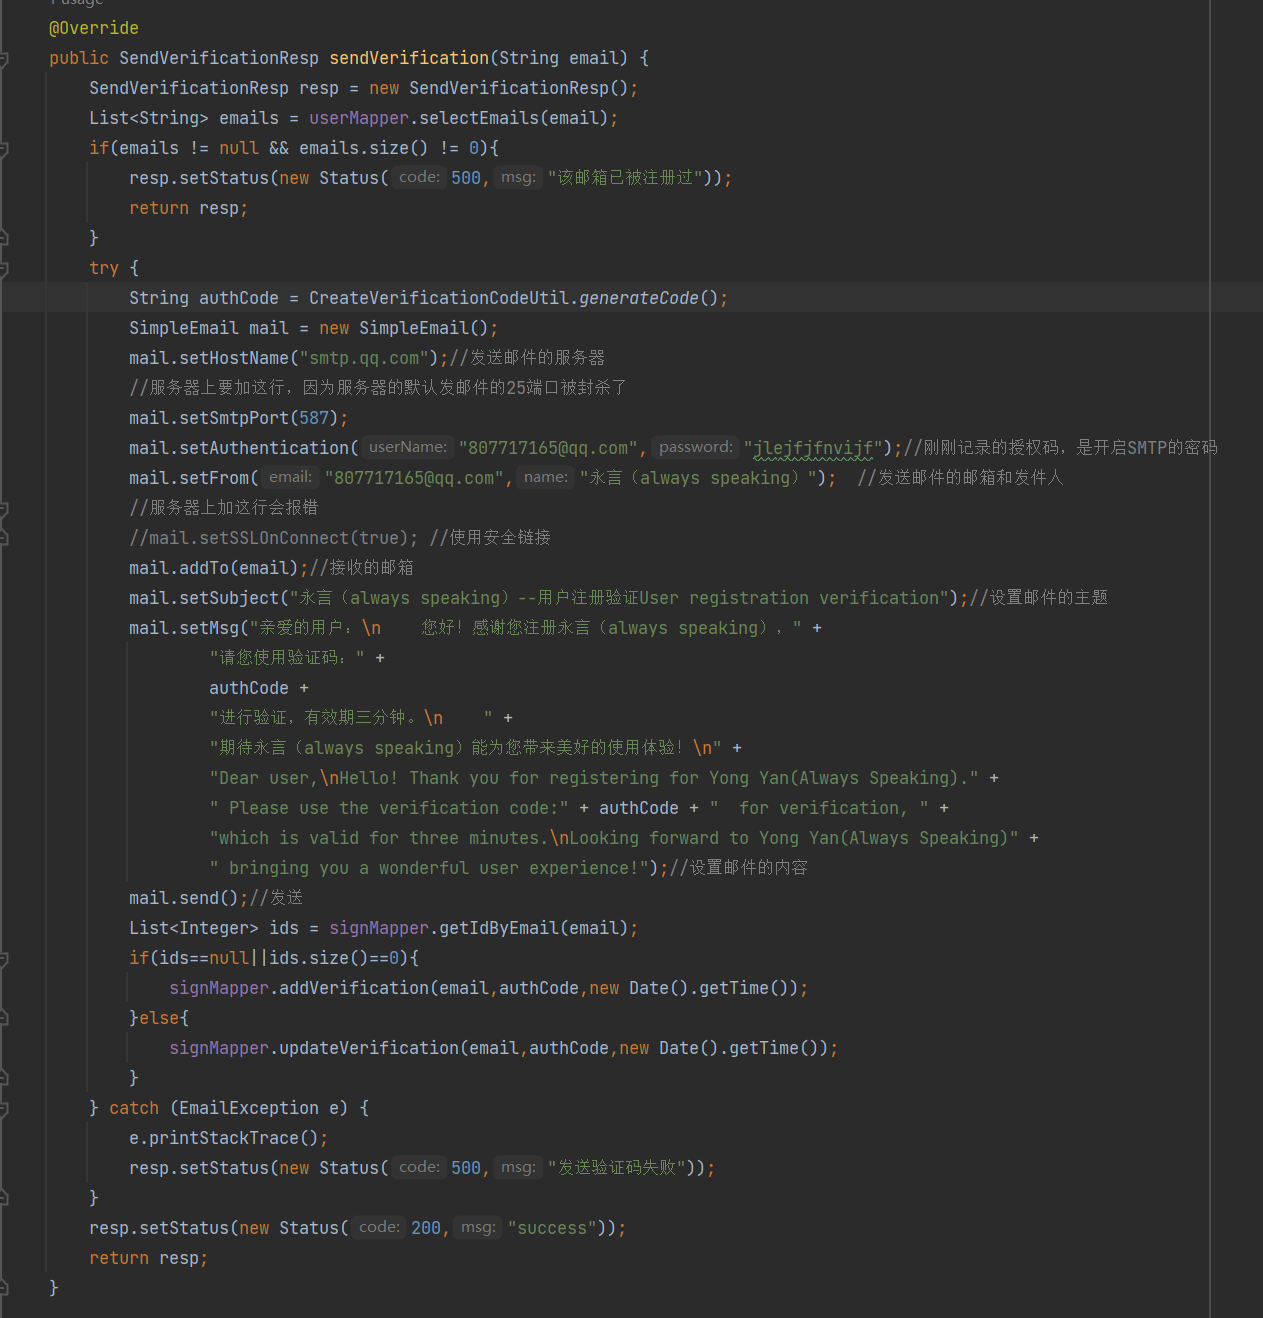 1 usage
@Override
public SendVerificationResp sendVerification(String email) {
SendVerificationResp resp = new SendVerificationResp();
List<String> emails = userMapper.selectEmails(email);
if(emails != null && emails.size() != 0){
resp.setStatus(new Status( code: 500, msg: "该邮箱已被注册过"));
return resp;
}
try {
String authCode = CreateVerificationCodeUtil.generateCode();
SimpleEmail mail = new SimpleEmail();
mail.setHostName("smtp.qq.com");//发送邮件的服务器
//服务器上要加这行，因为服务器的默认发邮件的25端口被封杀了
mail.setSmtpPort(587);
mail.setAuthentication( userName: "807717165@qq.com", password: "jlejfjfnvijf");//刚刚记录的授权码，是开启SMTP的密码
mail.setFrom( email: "807717165@qq.com", name: "永言（always speaking）");  //发送邮件的邮箱和发件人
//服务器上加这行会报错
//mail.setSSLOnConnect(true); //使用安全链接
mail.addTo(email);//接收的邮箱
mail.setSubject("永言（always speaking）--用户注册验证User registration verification");//设置邮件的主题
mail.setMsg("亲爱的用户：\n    您好！感谢您注册永言（always speaking），" +
"请您使用验证码：" +
authCode +
"进行验证，有效期三分钟。\n    " +
"期待永言（always speaking）能为您带来美好的使用体验！\n" +
"Dear user,\nHello! Thank you for registering for Yong Yan(Always Speaking)." +
" Please use the verification code:" + authCode + "  for verification, " +
"which is valid for three minutes.\nLooking forward to Yong Yan(Always Speaking)" +
" bringing you a wonderful user experience!");//设置邮件的内容
mail.send();//发送
List<Integer> ids = signMapper.getIdByEmail(email);
if(ids==null||ids.size()==0){
signMapper.addVerification(email,authCode,new Date().getTime());
}else{
signMapper.updateVerification(email,authCode,new Date().getTime());
}
} catch (EmailException e) {
e.printStackTrace();
resp.setStatus(new Status( code: 500, msg: "发送验证码失败"));
}
resp.setStatus(new Status( code: 200, msg: "success"));
return resp;
}